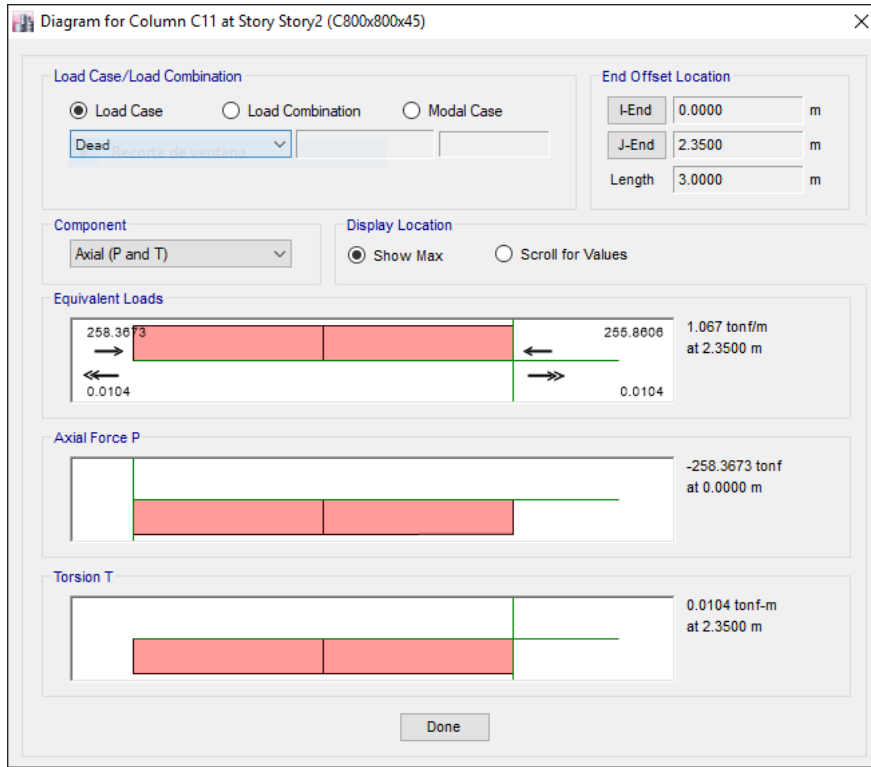 Diagram for Column C11 at Story Story2 (C800x800x45)
Load Case/Load Combination
Load Case
Load Combination
Modal Case
Dead
Recorte de ventana
End Offset Location
I-End 0.0000 m
J-End 2.3500 m
Length 3.0000 m
Component
Axial (P and T)
Display Location
Show Max
Scroll for Values
Equivalent Loads
258.3673
255.8606
0.0104
0.0104
1.067 tonf/m
at 2.3500 m
Axial Force P
-258.3673 tonf
at 0.0000 m
Torsion T
0.0104 tonf-m
at 2.3500 m
Done